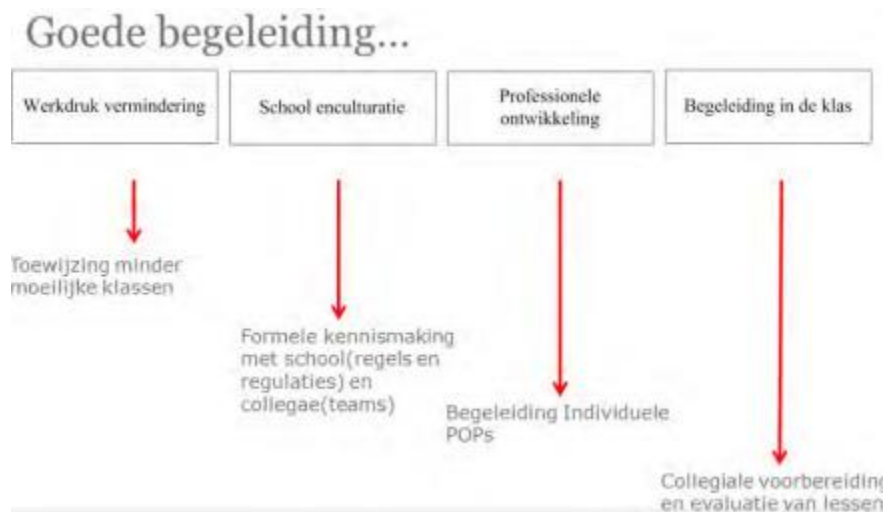 Goede begeleiding...
Werkdruk vermindering
School enculturatie
Professionele
ontwikkeling
Begeleiding in de klas
Toewijzing minder
moeilijke klassen
Formele kennismaking
met school(regels en
regulaties) en
collegae(teams)
Begeleiding Individuele
POPs
Collegiale voorbereiding
en evaluatie van lessen